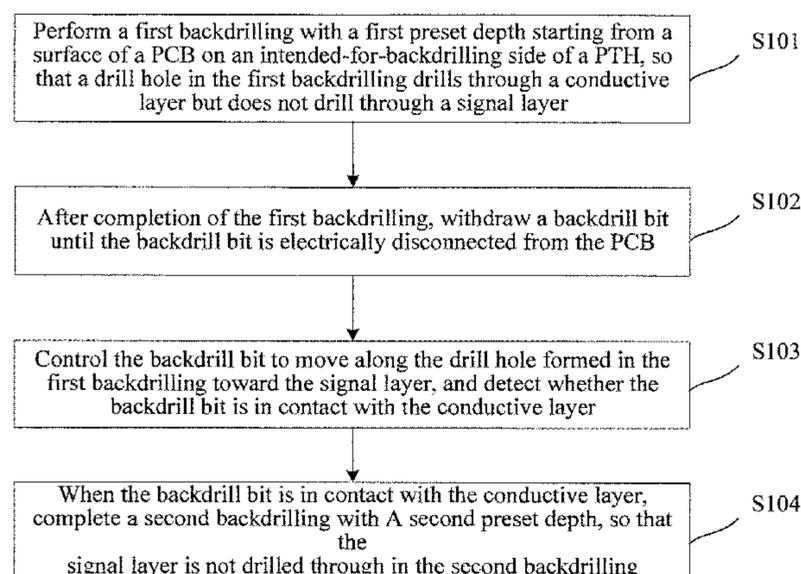 Perform a first backdrilling with a first preset depth starting from a
surface of a PCB on an intended-for-backdrilling side of a PTH, so
that a drill hole in the first backdrilling drills through a conductive
layer but does not drill through a signal layer
S101
After completion of the first backdrilling, withdraw a backdrill bit
until the backdrill bit is electrically disconnected from the PCB
S102
Control the backdrill bit to move along the drill hole formed in the
first backdrilling toward the signal layer, and detect whether the
backdrill bit is in contact with the conductive layer
S103
When the backdrill bit is in contact with the conductive layer,
complete a second backdrilling with A second preset depth, so that
the
signal layer is not drilled through in the second backdrilling
S104